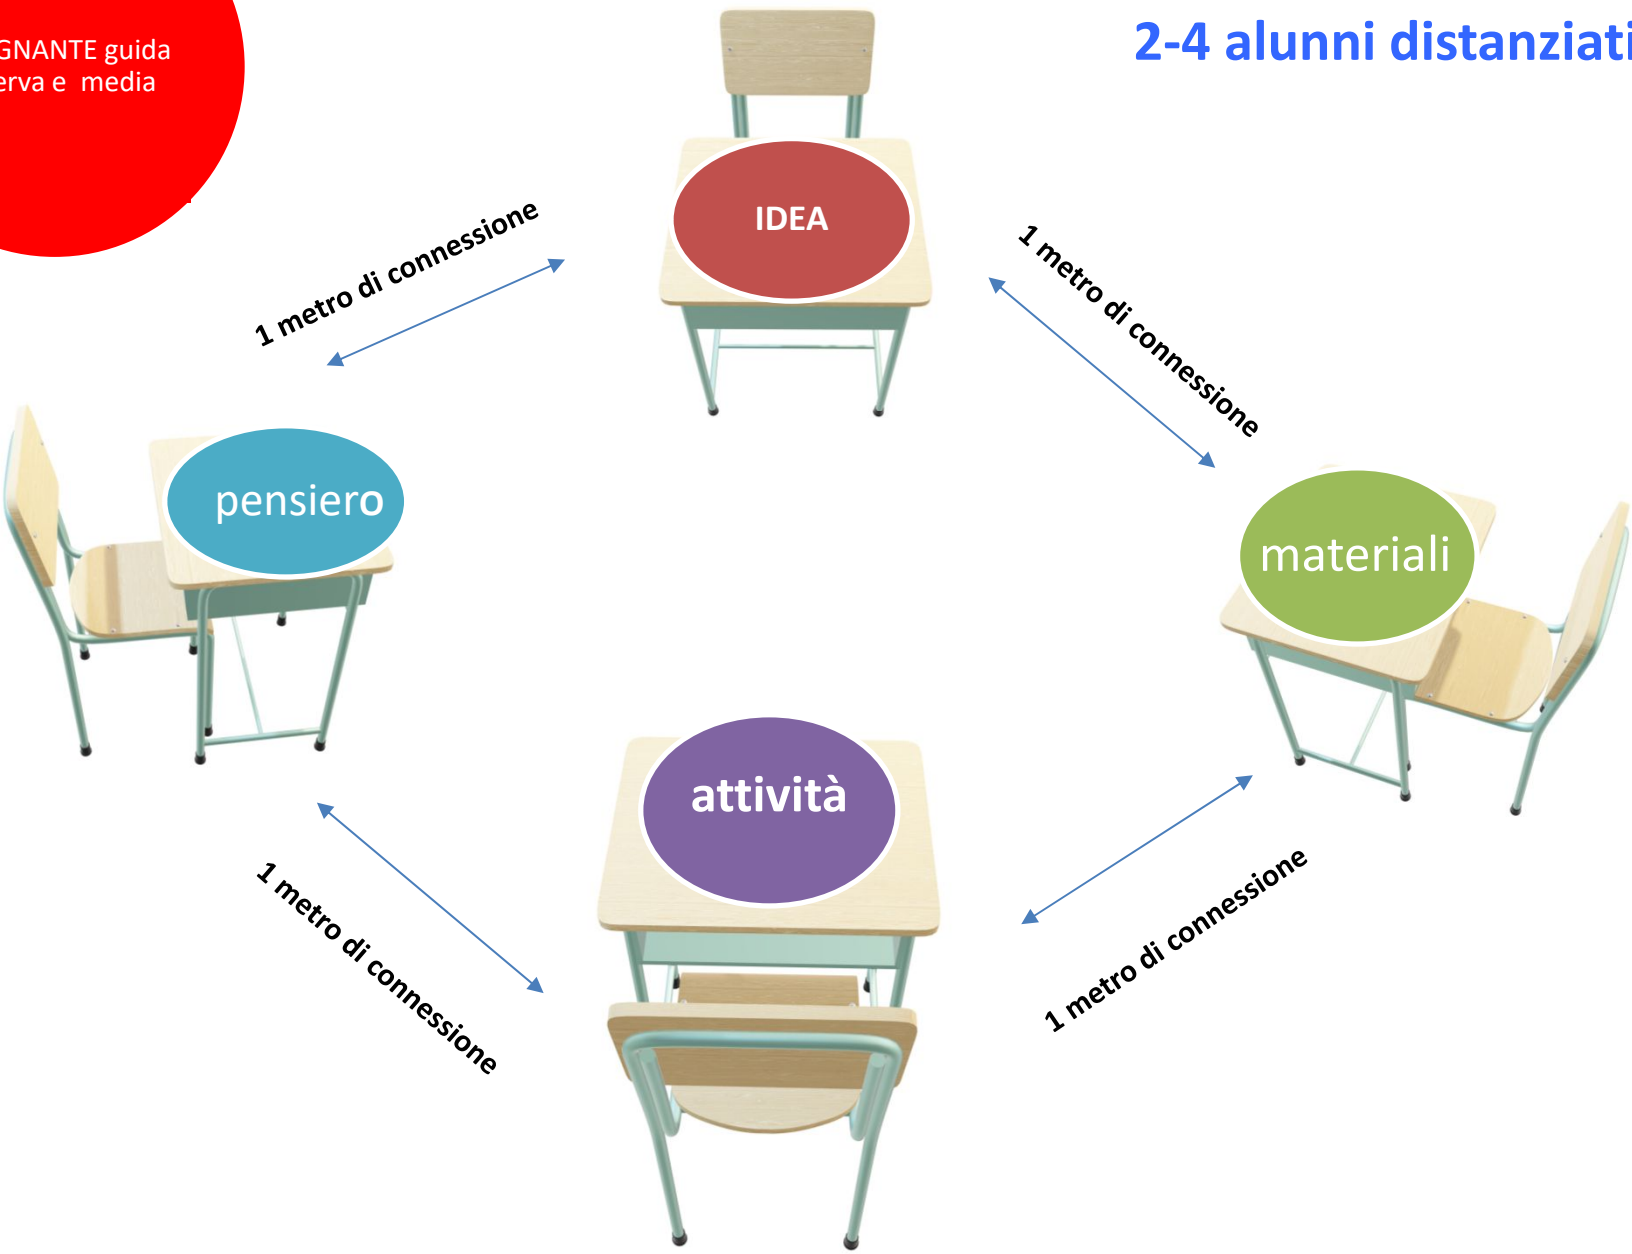 GNANTE guida
erva e media
2-4 alunni distanziati
IDEA
1 metro di connessione
1 metro di connessione
pensiero
materiali
attività
1 metro di connessione
1 metro di connessione